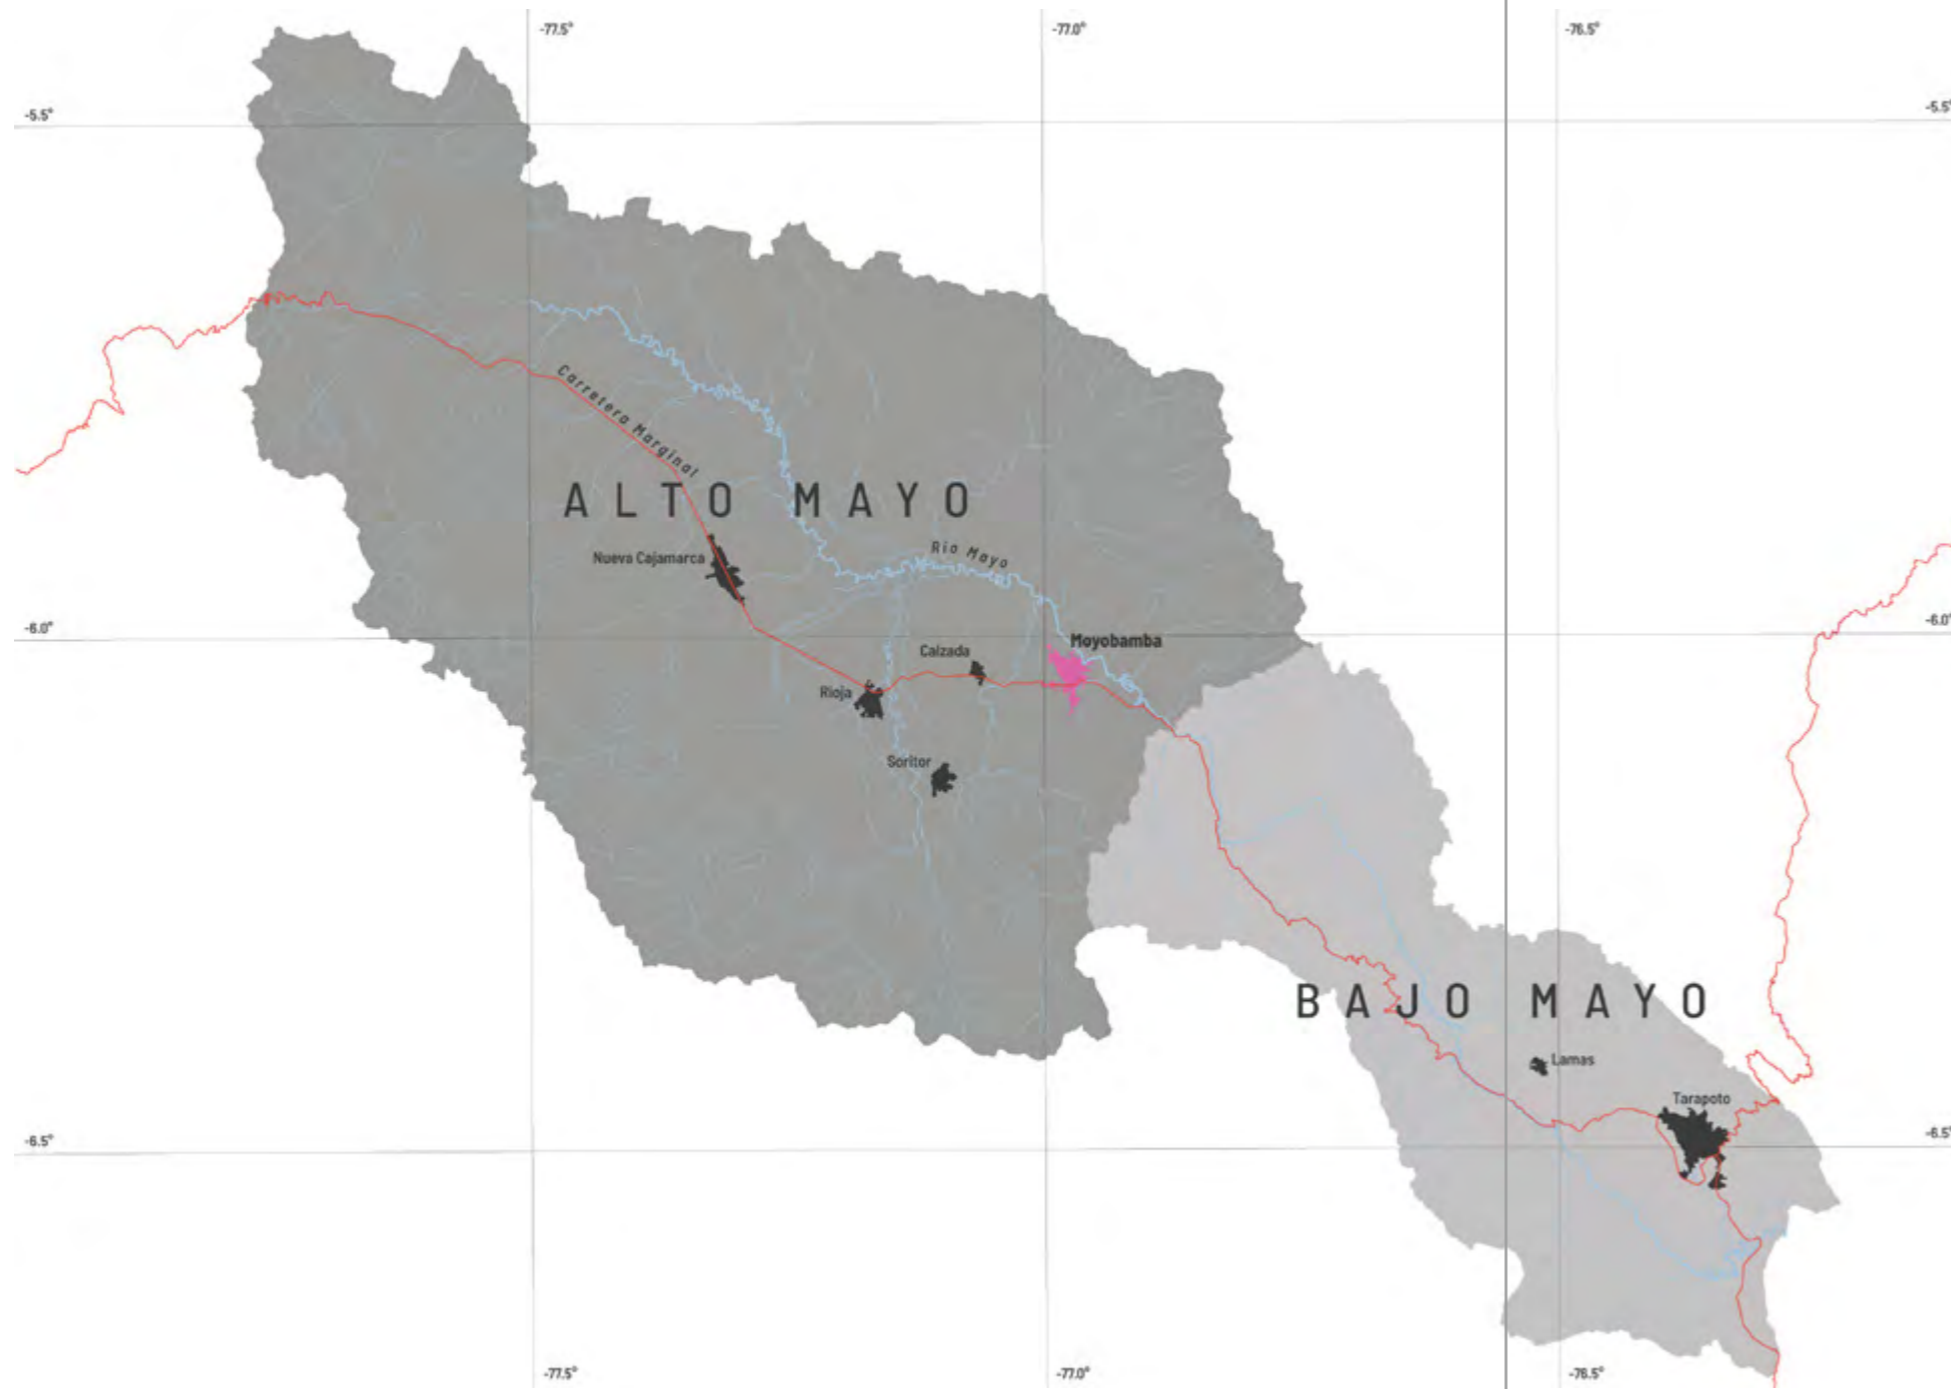 -77.5°
-77.0°
-76.5°
-5.5°
-5.5°
Carretera Marginal
ALTO MAYO
Río Mayo
Nueva Cajamarca
-6.0°
-6.0°
Moyobamba
Calzada
Rioja
Soritor
BAJO MAYO
Lamas
Tarapoto
-6.5°
-6.5°
-77.5°
-77.0°
-76.5°